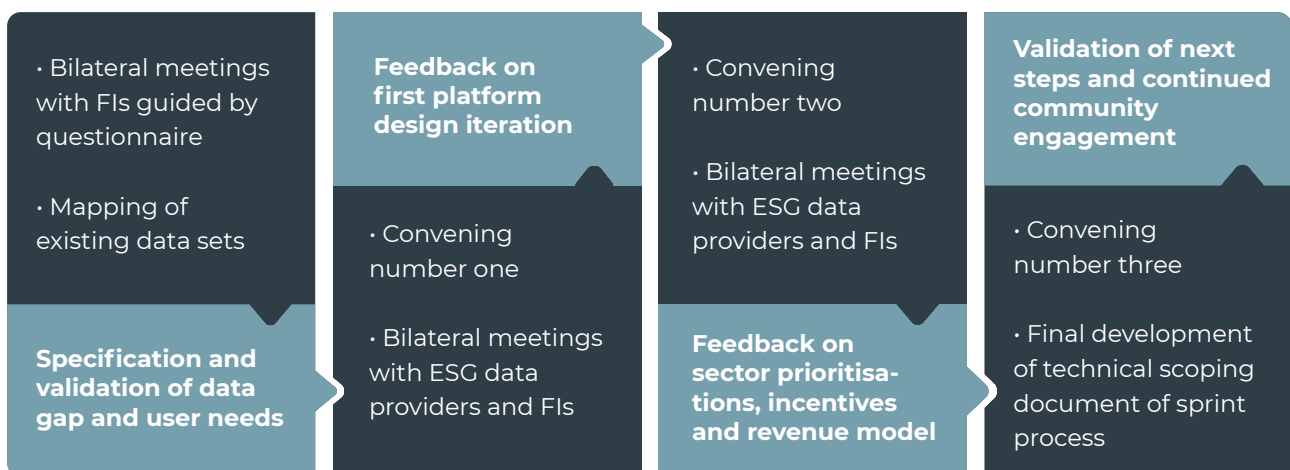 • Bilateral meetings
with FIs guided by
questionnaire
• Mapping of
existing data sets
Specification and
validation of data
gap and user needs
Feedback on
first platform
design iteration
• Convening
number one
• Bilateral meetings
with ESG data
providers and FIs
• Convening
number two
• Bilateral meetings
with ESG data
providers and FIs
Feedback on
sector prioritisa-
tions, incentives
and revenue model
Validation of next
steps and continued
community
engagement
• Convening
number three
• Final development
of technical scoping
document of sprint
process